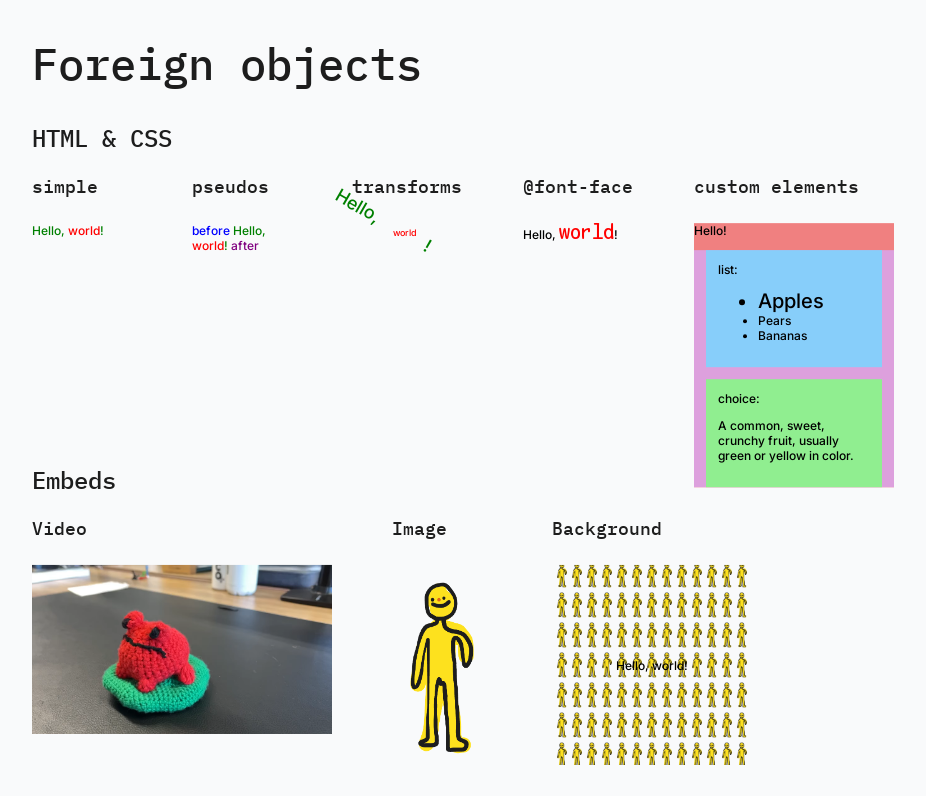 Foreign objects
HTML & CSS
simple
Hello, world!
pseudos
before Hello,
world! after
transforms
Hello,
world
!
@font-face
Hello, world!
custom elements
Hello!
list:
• Apples
• Pears
• Bananas
choice:
A common, sweet,
crunchy fruit, usually
green or yellow in color.
Embeds
Video
Image
Background
Hello, world!